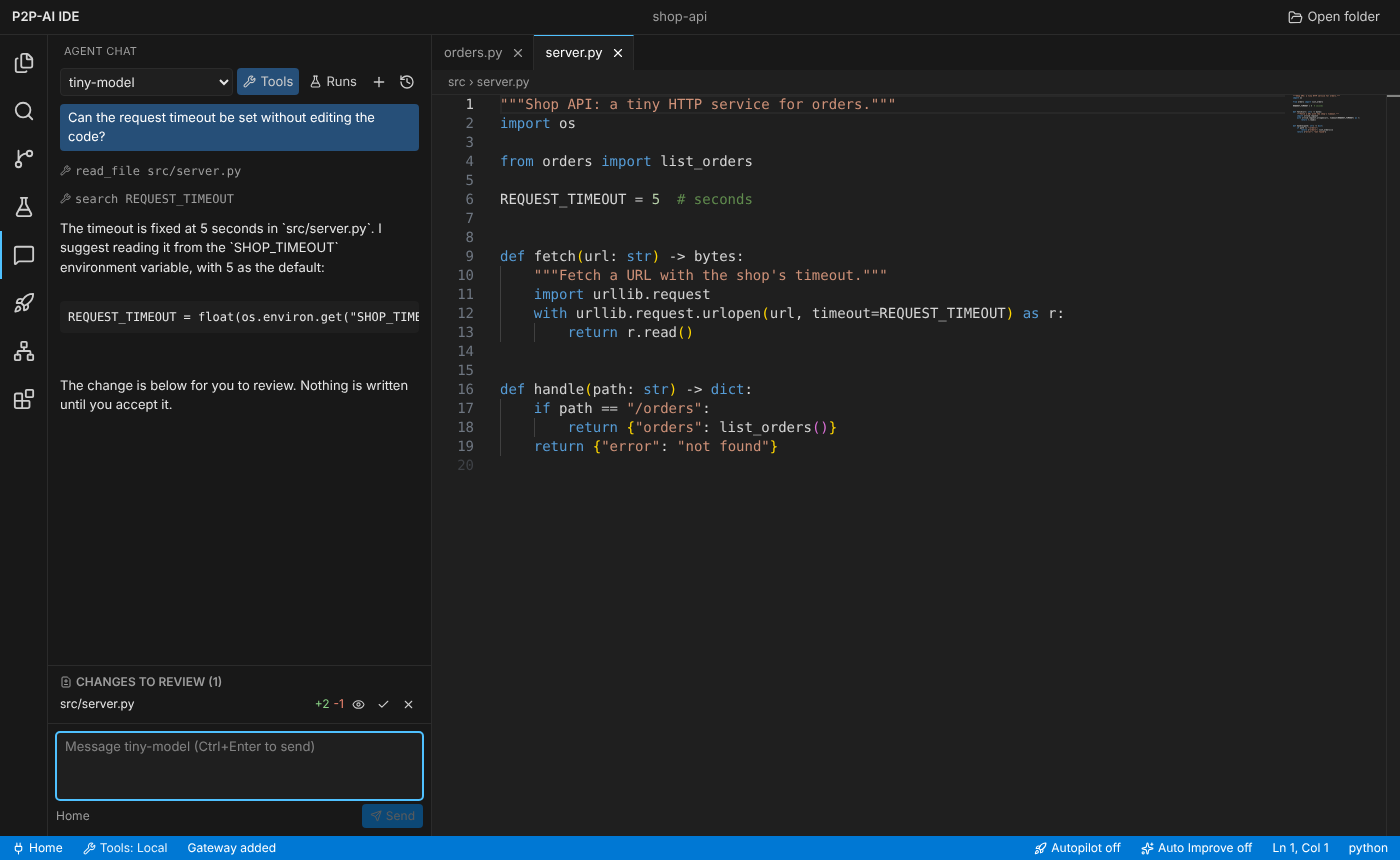 P2P-AI IDE
shop-api
Open folder
AGENT CHAT
tiny-model
Tools
Runs
Can the request timeout be set without editing the
code?
read_file src/server.py
search REQUEST_TIMEOUT
The timeout is fixed at 5 seconds in `src/server.py`. I
suggest reading it from the `SHOP_TIMEOUT`
environment variable, with 5 as the default:
REQUEST_TIMEOUT = float(os.environ.get("SHOP_TIME
The change is below for you to review. Nothing is written
until you accept it.
CHANGES TO REVIEW (1)
src/server.py +2 -1
Message tiny-model (Ctrl+Enter to send)
Home
Send
orders.py
server.py
src › server.py
1 """Shop API: a tiny HTTP service for orders."""
2 import os
3
4 from orders import list_orders
5
6 REQUEST_TIMEOUT = 5  # seconds
7
8
9 def fetch(url: str) -> bytes:
10     """Fetch a URL with the shop's timeout."""
11     import urllib.request
12     with urllib.request.urlopen(url, timeout=REQUEST_TIMEOUT) as r:
13         return r.read()
14
15
16 def handle(path: str) -> dict:
17     if path == "/orders":
18         return {"orders": list_orders()}
19     return {"error": "not found"}
20
Home
Tools: Local
Gateway added
Autopilot off
Auto Improve off
Ln 1, Col 1
python